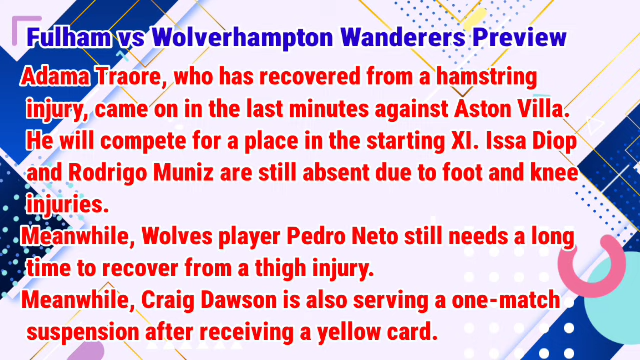 Fulham vs Wolverhampton Wanderers Preview
Adama Traore, who has recovered from a hamstring
injury, came on in the last minutes against Aston Villa.
He will compete for a place in the starting XI. Issa Diop
and Rodrigo Muniz are still absent due to foot and knee
injuries.
Meanwhile, Wolves player Pedro Neto still needs a long
time to recover from a thigh injury.
Meanwhile, Craig Dawson is also serving a one-match
suspension after receiving a yellow card.